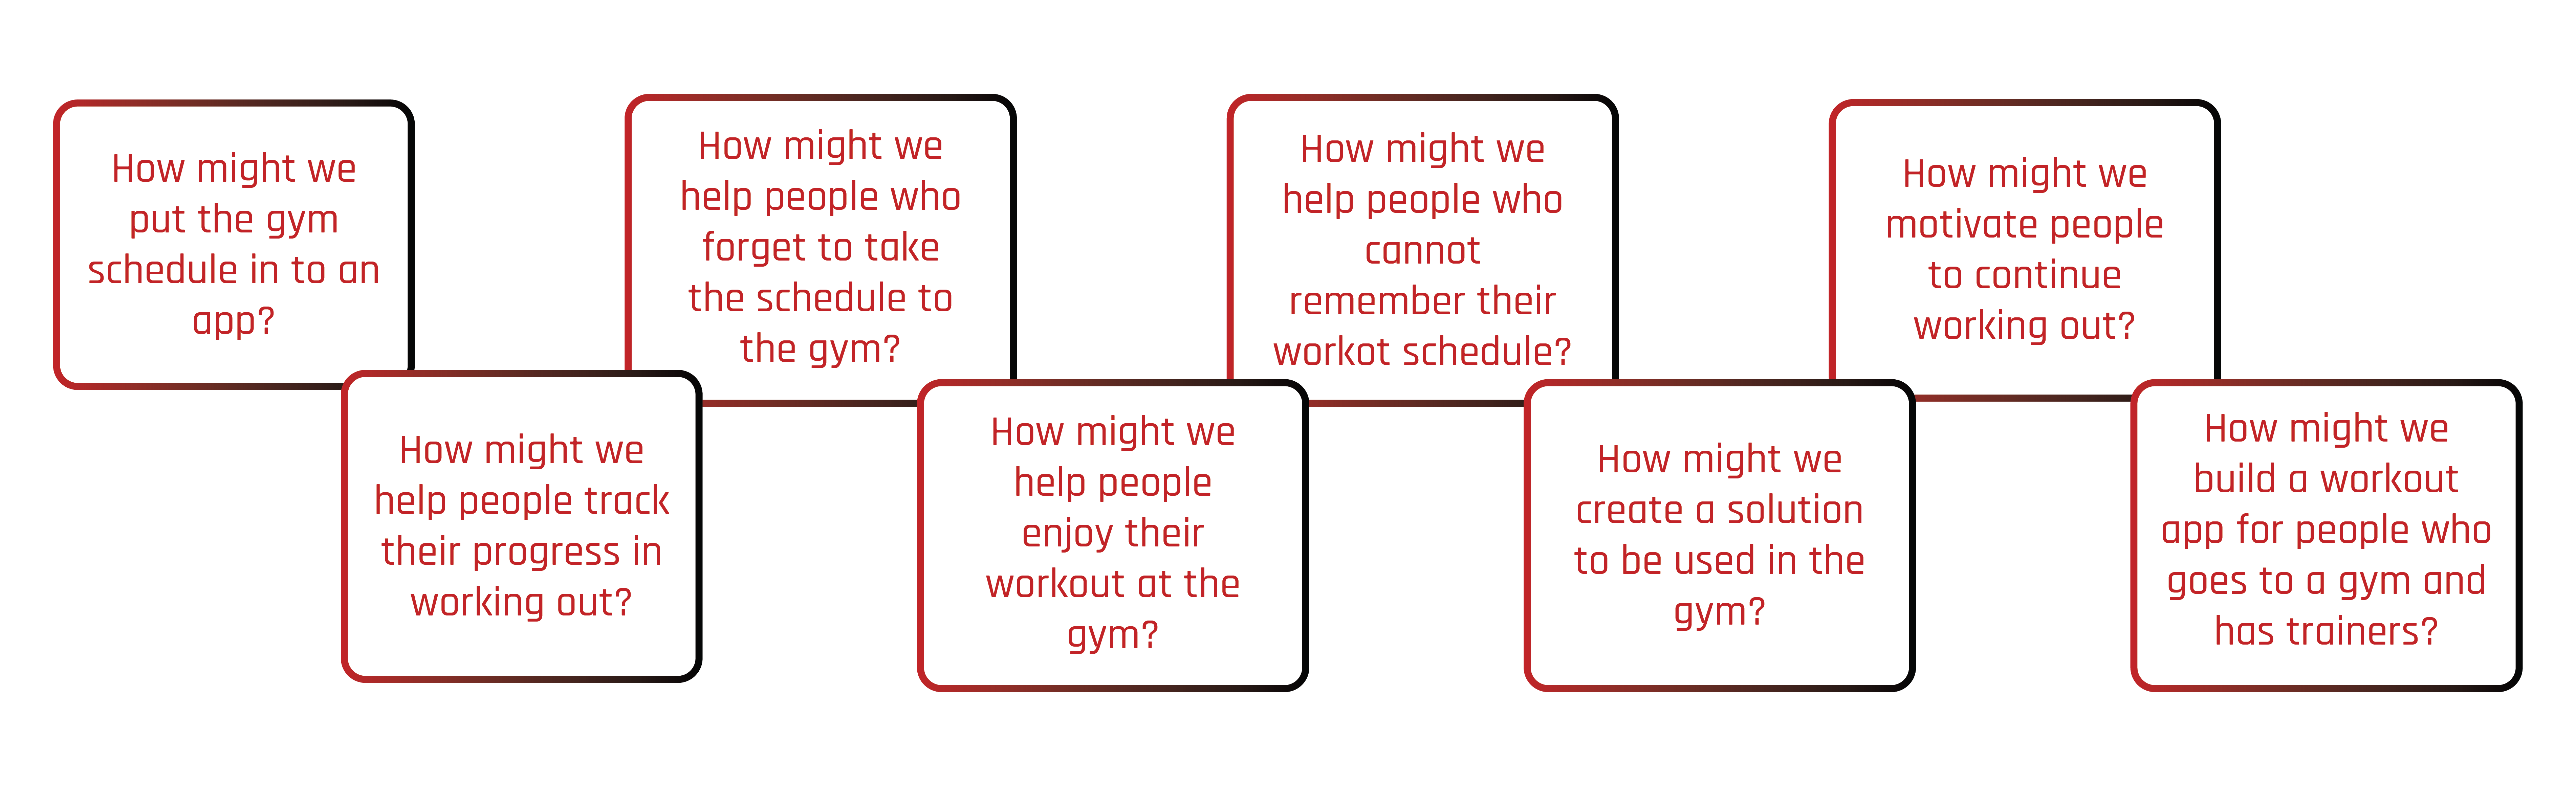 How might we
put the gym
schedule in to an
app?
How might we
help people track
their progress in
working out?
How might we
help people who
forget to take
the schedule to
the gym?
How might we
help people
enjoy their
workout at the
gym?
How might we
help people who
cannot
remember their
workot schedule?
How might we
create a solution
to be used in the
gym?
How might we
motivate people
to continue
working out?
How might we
build a workout
app for people who
goes to a gym and
has trainers?